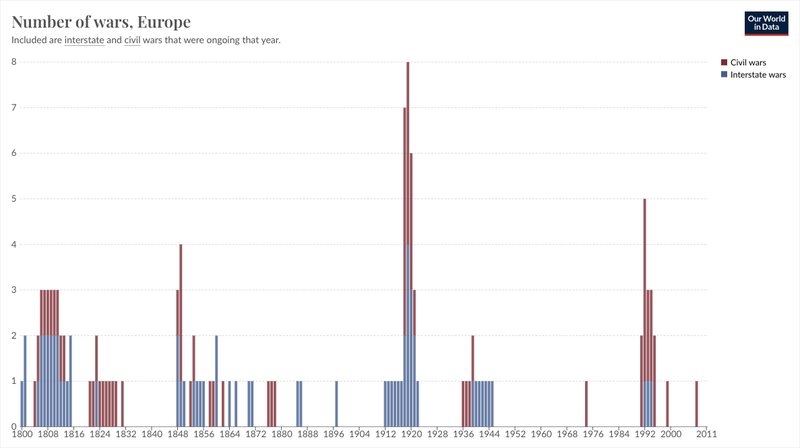 Number of wars, Europe
Included are interstate and civil wars that were ongoing that year.
Our World
in Data
Civil wars
Interstate wars
8
7
6
5
4
3
2
1
0
1800 1808 1816 1824 1832 1840 1848 1856 1864 1872 1880 1888 1896 1904 1912 1920 1928 1936 1944 1952 1960 1968 1976 1984 1992 2000 2011